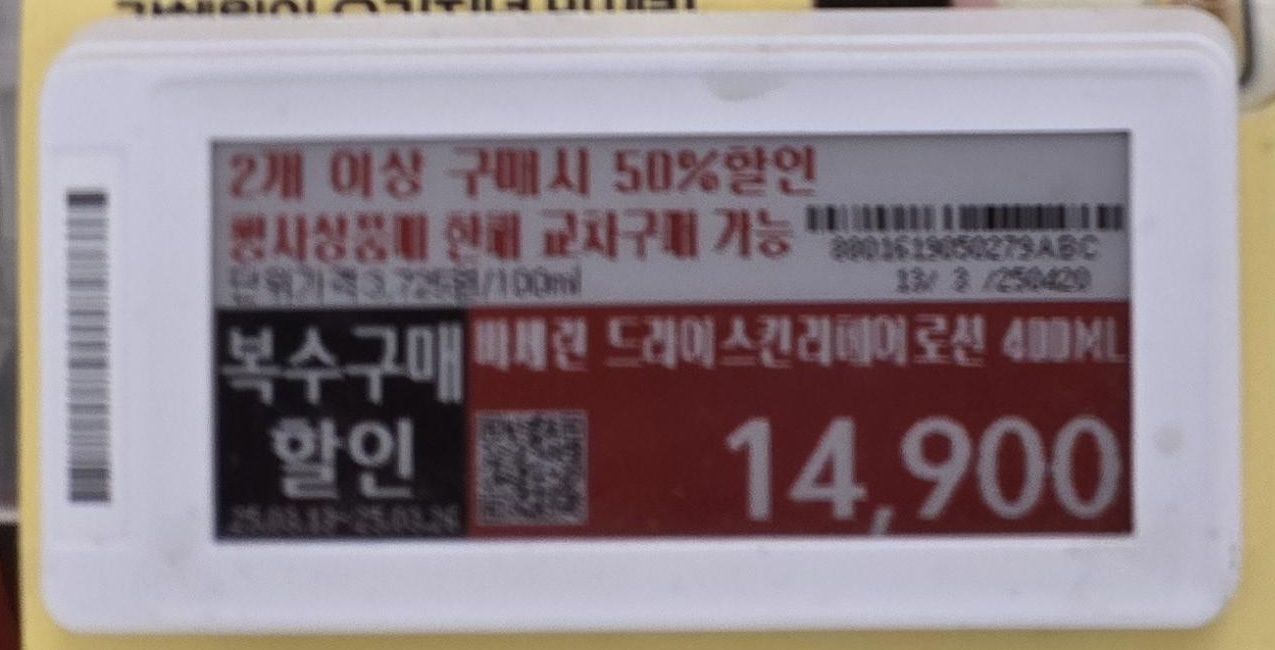 2개 이상 구매시 50%할인
행사상품에 한해 교차구매 가능
8801619050279ABC
단위가격3,725원/100ml
13/ 3 /250420
복수구매
할인
바세린 드라이스킨리페어로션 400ML
14,900
25.03.13~25.03.26